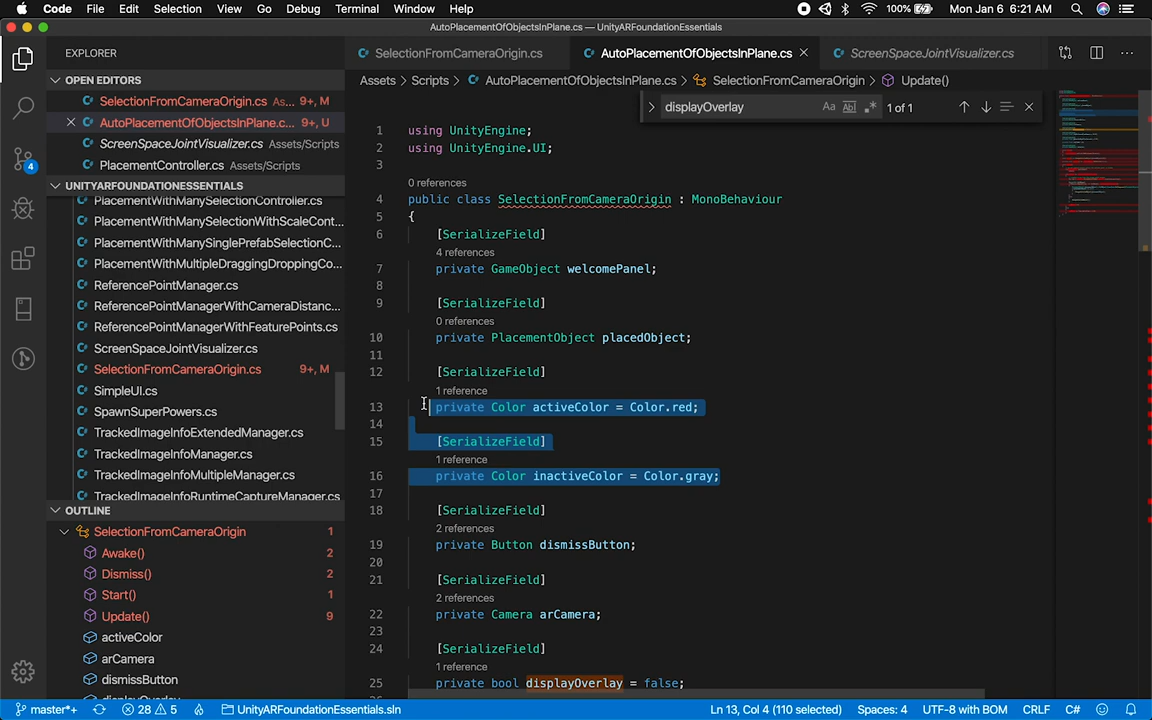 Code File Edit Selection View Go Debug Terminal Window Help 100% Mon Jan 6 6:21 AM
AutoPlacementOfObjectsInPlane.cs — UnityARFoundationEssentials
EXPLORER
OPEN EDITORS
SelectionFromCameraOrigin.cs As... 9+, M
AutoPlacementOfObjectsInPlane.c... 9+, U
ScreenSpaceJointVisualizer.cs Assets/Scripts
PlacementController.cs Assets/Scripts
UNITYARFOUNDATIONESSENTIALS
PlacementWithManySelectionController.cs
PlacementWithManySelectionWithScaleCont...
PlacementWithManySinglePrefabSelectionC...
PlacementWithMultipleDraggingDroppingCo...
ReferencePointManager.cs
ReferencePointManagerWithCameraDistanc...
ReferencePointManagerWithFeaturePoints.cs
ScreenSpaceJointVisualizer.cs
SelectionFromCameraOrigin.cs 9+, M
SimpleUI.cs
SpawnSuperPowers.cs
TrackedImageInfoExtendedManager.cs
TrackedImageInfoManager.cs
TrackedImageInfoMultipleManager.cs
TrackedImageInfoRuntimeCaptureManager.cs
OUTLINE
SelectionFromCameraOrigin 1
Awake() 2
Dismiss() 2
Start() 1
Update() 9
activeColor
arCamera
dismissButton
displayOverlay
4
SelectionFromCameraOrigin.cs AutoPlacementOfObjectsInPlane.cs ScreenSpaceJointVisualizer.cs
Assets > Scripts > AutoPlacementOfObjectsInPlane.cs > SelectionFromCameraOrigin > Update()
displayOverlay Aa Abl .* 1 of 1
1 using UnityEngine;
2 using UnityEngine.UI;
3
0 references
4 public class SelectionFromCameraOrigin : MonoBehaviour
5 {
6 [SerializeField]
4 references
7 private GameObject welcomePanel;
8
9 [SerializeField]
0 references
10 private PlacementObject placedObject;
11
12 [SerializeField]
1 reference
13 private Color activeColor = Color.red;
14
15 [SerializeField]
1 reference
16 private Color inactiveColor = Color.gray;
17
18 [SerializeField]
2 references
19 private Button dismissButton;
20
21 [SerializeField]
2 references
22 private Camera arCamera;
23
24 [SerializeField]
1 reference
25 private bool displayOverlay = false;
master*+ 28 5 UnityARFoundationEssentials.sln Ln 13, Col 4 (110 selected) Spaces: 4 UTF-8 with BOM CRLF C#